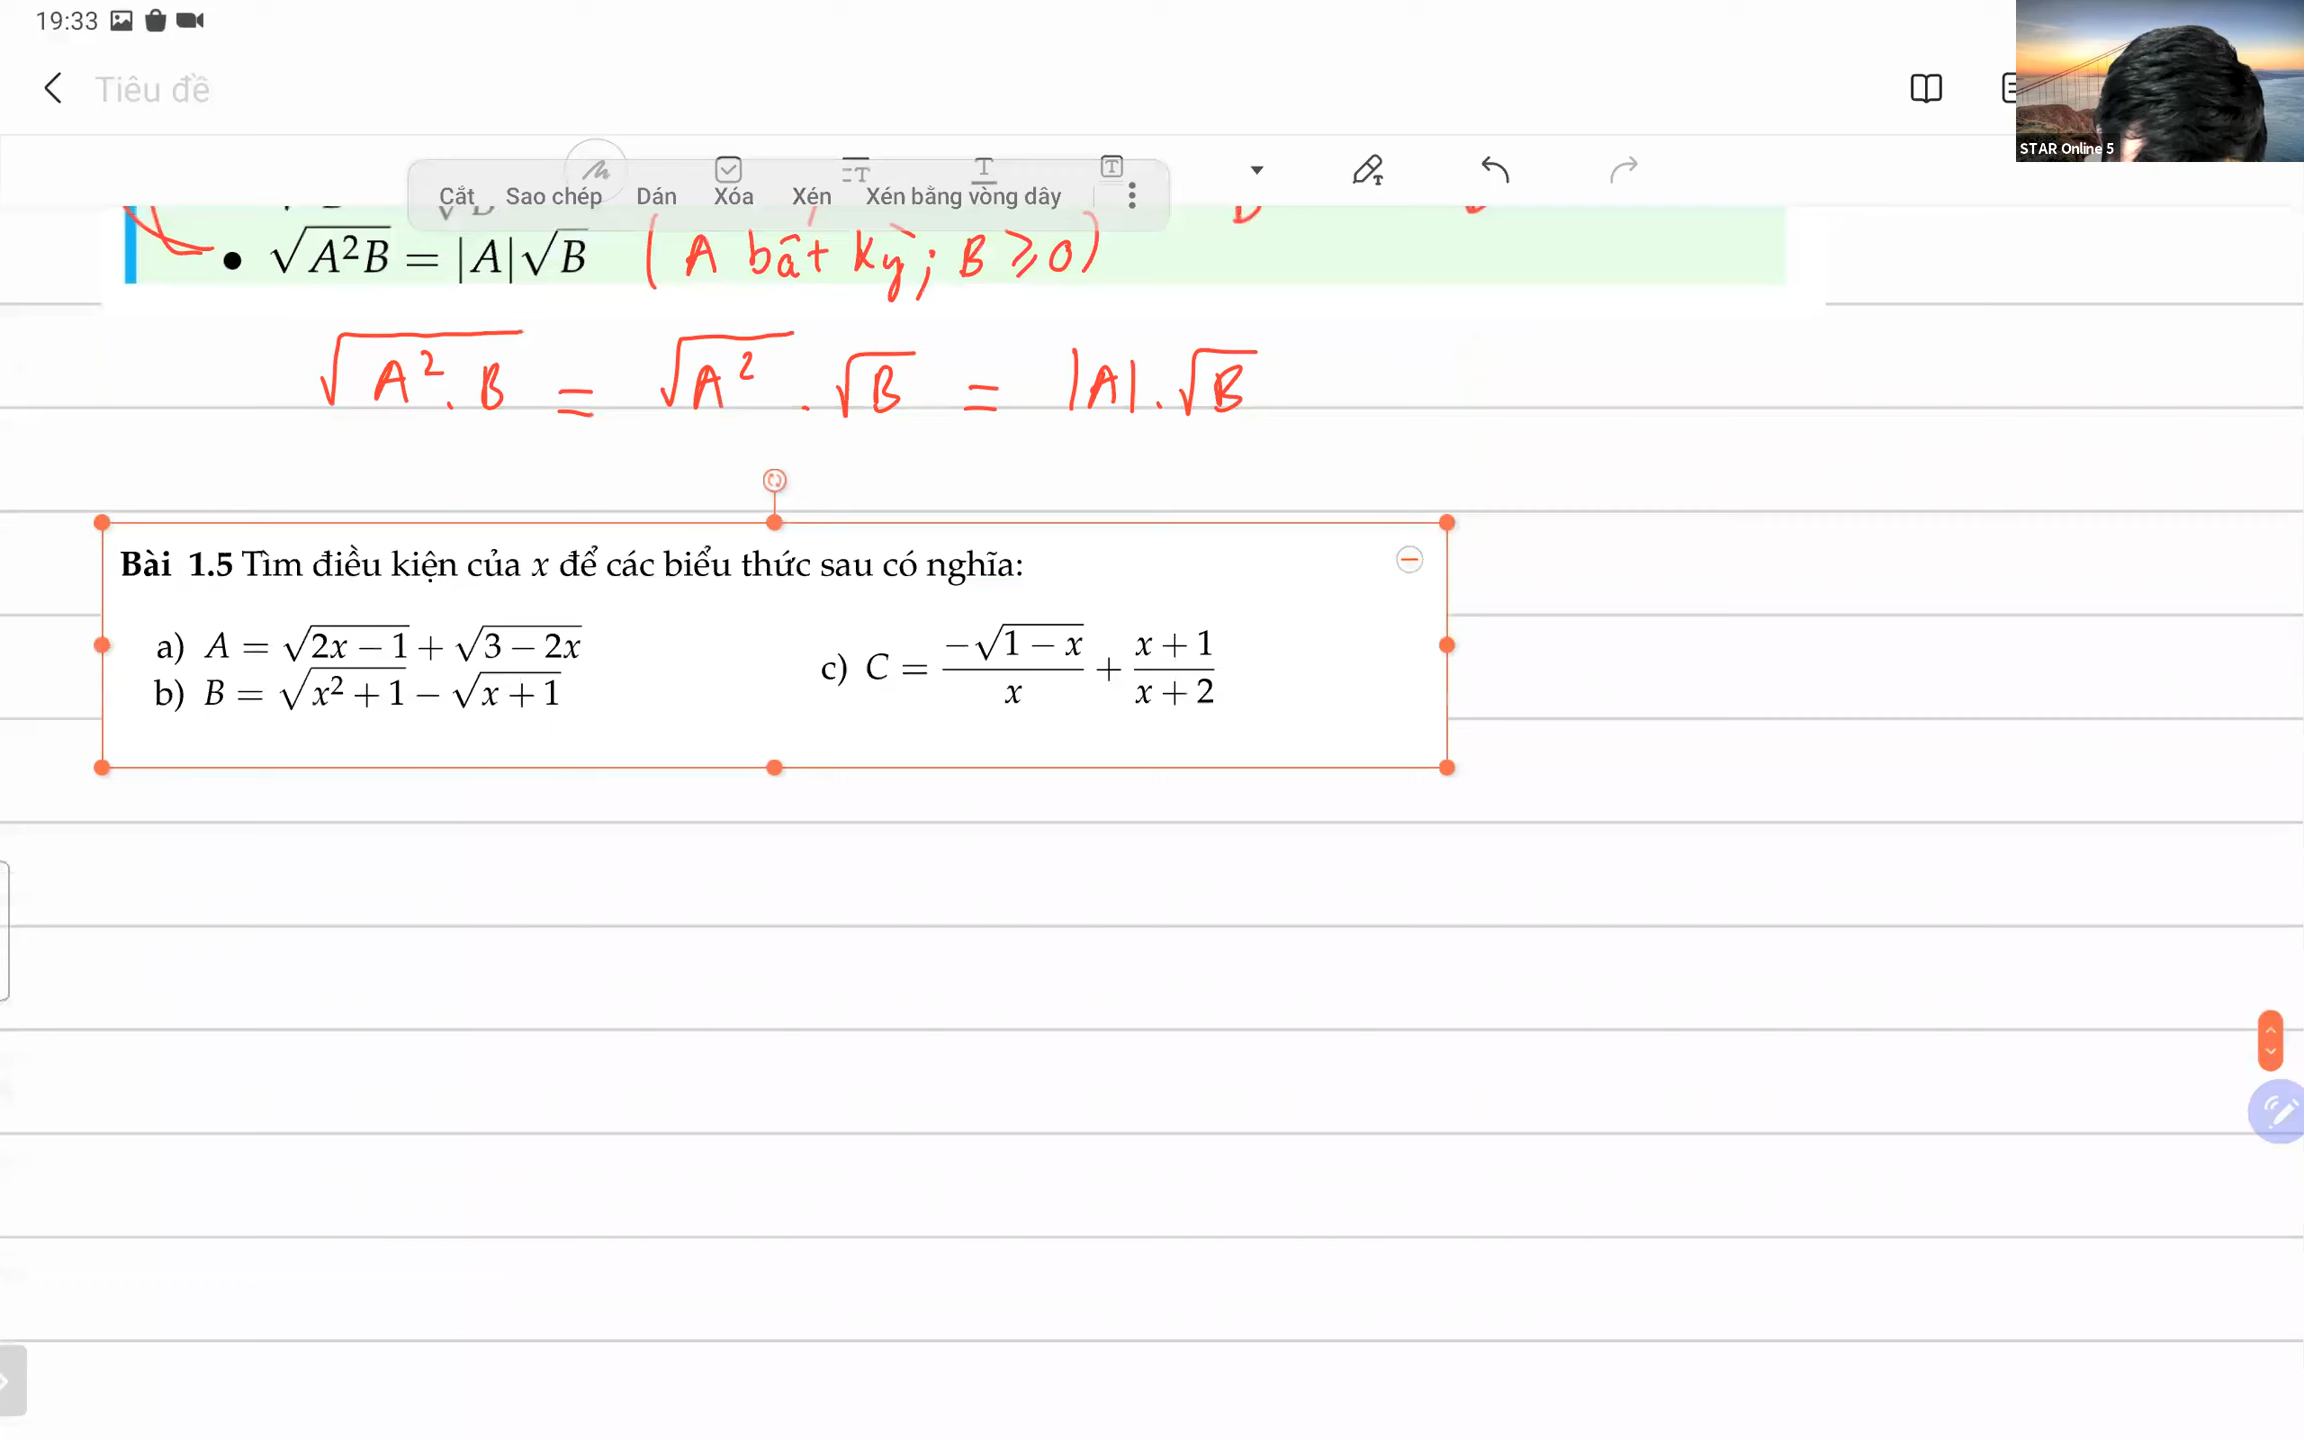 19:33
Tiêu đề
STAR Online 5
Cắt Sao chép Dán Xóa Xén Xén bằng vòng dây
• √(A²B) = |A|√B ( A bất kỳ; B ⩾ 0 )
√(A² . B) = √(A²) . √B = |A| . √B
Bài 1.5 Tìm điều kiện của x để các biểu thức sau có nghĩa:
a) A = √(2x − 1) + √(3 − 2x)
b) B = √(x² + 1) − √(x + 1)
c) C = (−√(1 − x))/x + (x + 1)/(x + 2)